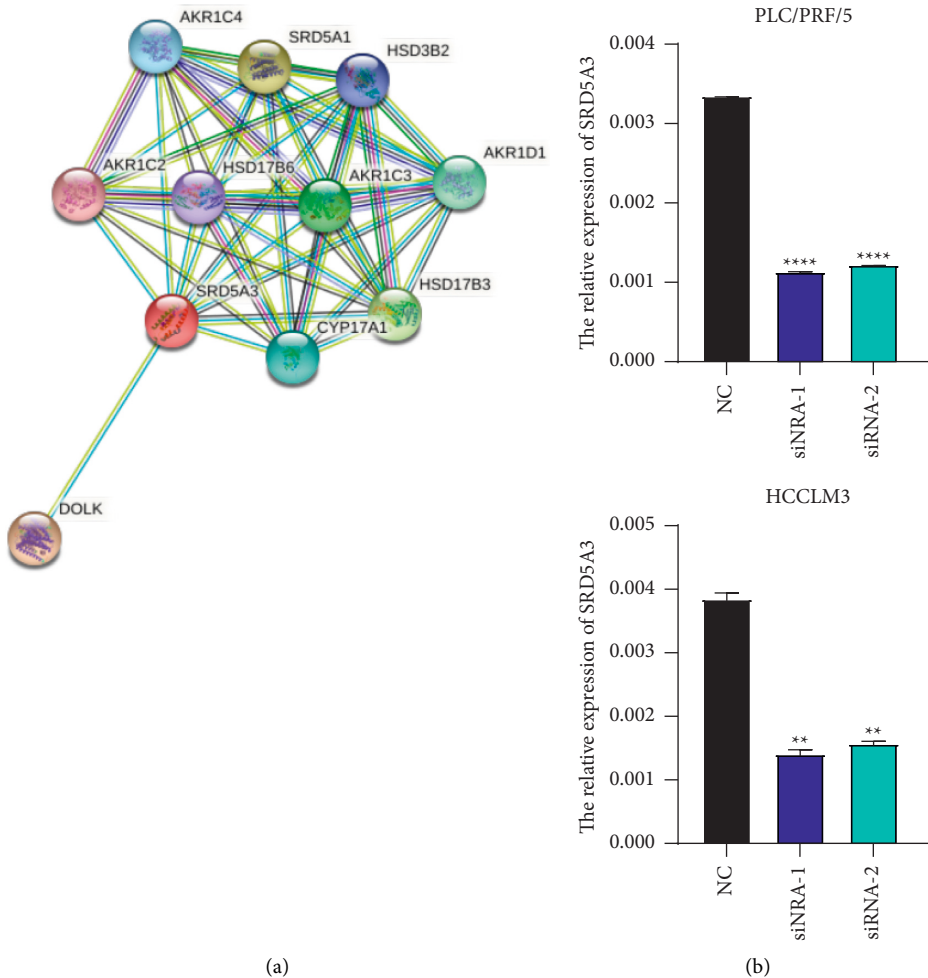 AKR1C4
SRD5A1
HSD3B2
AKR1D1
AKR1C2
HSD17B6
AKR1C3
HSD17B3
SRD5A3
CYP17A1
DOLK
(a)
PLC/PRF/5
The relative expression of SRD5A3
0.004
0.003
0.002
0.001
0.000
****
****
NC
siNRA-1
siRNA-2
HCCLM3
The relative expression of SRD5A3
0.005
0.004
0.003
0.002
0.001
0.000
**
**
NC
siNRA-1
siRNA-2
(b)